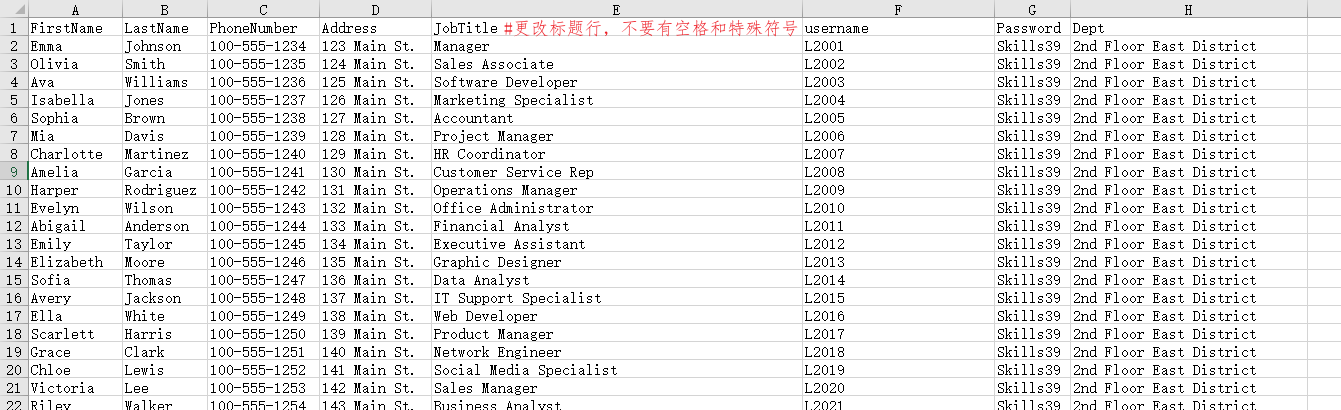 A B C D E F G H
1 FirstName LastName PhoneNumber Address JobTitle #更改标题行，不要有空格和特殊符号 username Password Dept
2 Emma Johnson 100-555-1234 123 Main St. Manager L2001 Skills39 2nd Floor East District
3 Olivia Smith 100-555-1235 124 Main St. Sales Associate L2002 Skills39 2nd Floor East District
4 Ava Williams 100-555-1236 125 Main St. Software Developer L2003 Skills39 2nd Floor East District
5 Isabella Jones 100-555-1237 126 Main St. Marketing Specialist L2004 Skills39 2nd Floor East District
6 Sophia Brown 100-555-1238 127 Main St. Accountant L2005 Skills39 2nd Floor East District
7 Mia Davis 100-555-1239 128 Main St. Project Manager L2006 Skills39 2nd Floor East District
8 Charlotte Martinez 100-555-1240 129 Main St. HR Coordinator L2007 Skills39 2nd Floor East District
9 Amelia Garcia 100-555-1241 130 Main St. Customer Service Rep L2008 Skills39 2nd Floor East District
10 Harper Rodriguez 100-555-1242 131 Main St. Operations Manager L2009 Skills39 2nd Floor East District
11 Evelyn Wilson 100-555-1243 132 Main St. Office Administrator L2010 Skills39 2nd Floor East District
12 Abigail Anderson 100-555-1244 133 Main St. Financial Analyst L2011 Skills39 2nd Floor East District
13 Emily Taylor 100-555-1245 134 Main St. Executive Assistant L2012 Skills39 2nd Floor East District
14 Elizabeth Moore 100-555-1246 135 Main St. Graphic Designer L2013 Skills39 2nd Floor East District
15 Sofia Thomas 100-555-1247 136 Main St. Data Analyst L2014 Skills39 2nd Floor East District
16 Avery Jackson 100-555-1248 137 Main St. IT Support Specialist L2015 Skills39 2nd Floor East District
17 Ella White 100-555-1249 138 Main St. Web Developer L2016 Skills39 2nd Floor East District
18 Scarlett Harris 100-555-1250 139 Main St. Product Manager L2017 Skills39 2nd Floor East District
19 Grace Clark 100-555-1251 140 Main St. Network Engineer L2018 Skills39 2nd Floor East District
20 Chloe Lewis 100-555-1252 141 Main St. Social Media Specialist L2019 Skills39 2nd Floor East District
21 Victoria Lee 100-555-1253 142 Main St. Sales Manager L2020 Skills39 2nd Floor East District
22 Riley Walker 100-555-1254 143 Main St. Business Analyst L2021 Skills39 2nd Floor East District